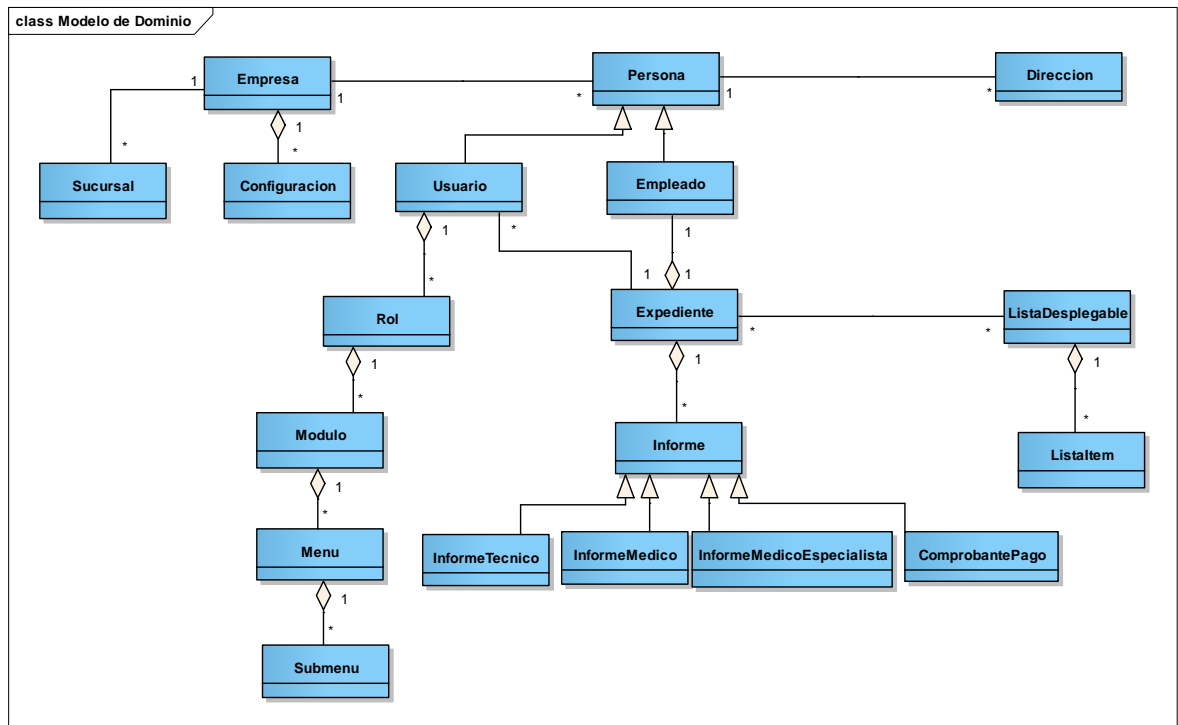 class Modelo de Dominio
Empresa
Persona
Direccion
1
1
*
1
*
1
*
*
Sucursal
Configuracion
Usuario
Empleado
1
*
1
*
1
1
Rol
Expediente
ListaDesplegable
*
*
1
1
1
*
*
*
Modulo
Informe
ListaItem
1
*
Menu
InformeTecnico
InformeMedico
InformeMedicoEspecialista
ComprobantePago
1
*
Submenu